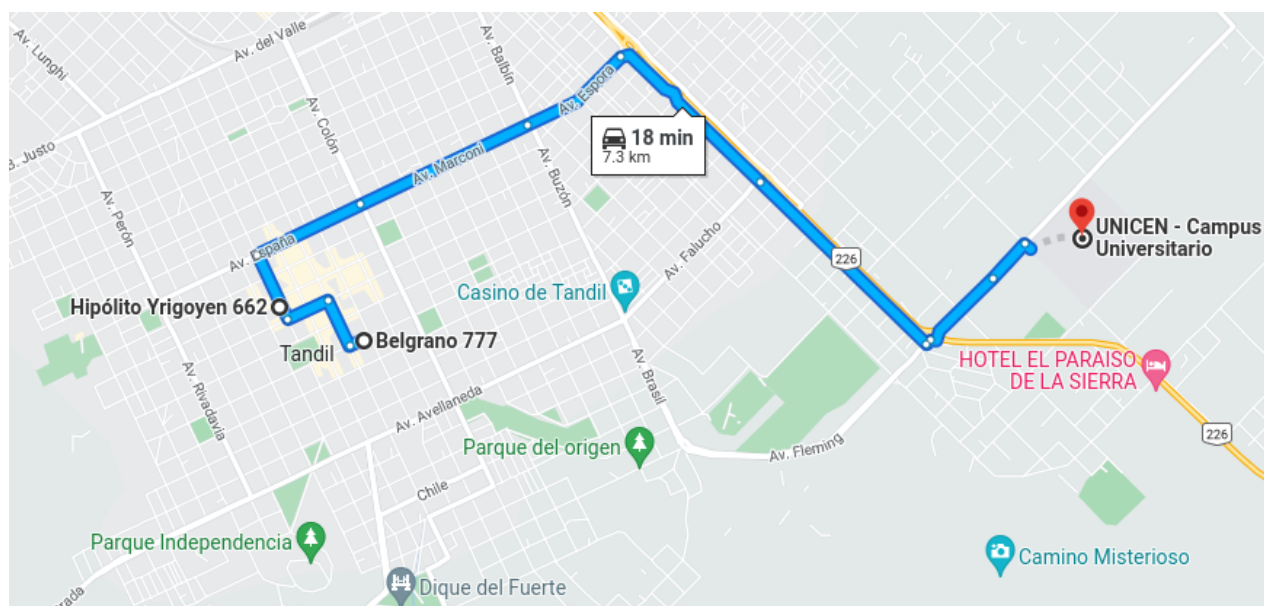 Av. Lunghi
Av. del Valle
Av. Balbín
Av. Espora
18 min
7.3 km
Av. Colón
Av. Marconi
Av. Buzón
B. Justo
Av. Perón
Av. España
Av. Falucho
226
UNICEN - Campus
Universitario
Hipólito Yrigoyen 662
Casino de Tandil
Belgrano 777
Tandil
HOTEL EL PARAISO
DE LA SIERRA
Av. Brasil
Av. Rivadavia
Av. Avellaneda
226
Parque del origen
Av. Fleming
Chile
Parque Independencia
Camino Misterioso
Dique del Fuerte
rada